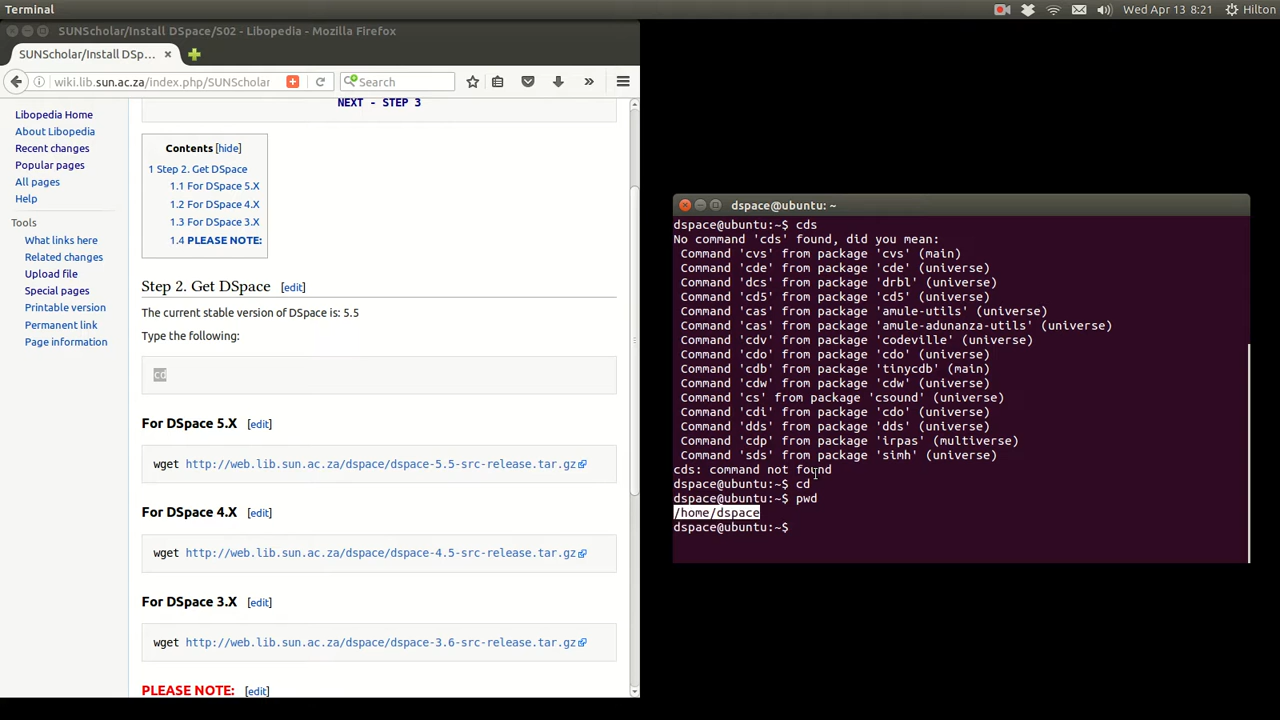 Terminal
Wed Apr 13 8:21
Hilton
SUNScholar/Install DSpace/S02 - Libopedia - Mozilla Firefox
SUNScholar/Install DSp...
wiki.lib.sun.ac.za/index.php/SUNScholar
Search
Libopedia Home
About Libopedia
Recent changes
Popular pages
All pages
Help
Tools
What links here
Related changes
Upload file
Special pages
Printable version
Permanent link
Page information
NEXT - STEP 3
Contents [hide]
1 Step 2. Get DSpace
1.1 For DSpace 5.X
1.2 For DSpace 4.X
1.3 For DSpace 3.X
1.4 PLEASE NOTE:
Step 2. Get DSpace [edit]
The current stable version of DSpace is: 5.5
Type the following:
cd
For DSpace 5.X [edit]
wget http://web.lib.sun.ac.za/dspace/dspace-5.5-src-release.tar.gz
For DSpace 4.X [edit]
wget http://web.lib.sun.ac.za/dspace/dspace-4.5-src-release.tar.gz
For DSpace 3.X [edit]
wget http://web.lib.sun.ac.za/dspace/dspace-3.6-src-release.tar.gz
PLEASE NOTE: [edit]
dspace@ubuntu: ~
dspace@ubuntu:~$ cds
No command 'cds' found, did you mean:
Command 'cvs' from package 'cvs' (main)
Command 'cde' from package 'cde' (universe)
Command 'dcs' from package 'drbl' (universe)
Command 'cd5' from package 'cd5' (universe)
Command 'cas' from package 'amule-utils' (universe)
Command 'cas' from package 'amule-adunanza-utils' (universe)
Command 'cdv' from package 'codeville' (universe)
Command 'cdo' from package 'cdo' (universe)
Command 'cdb' from package 'tinycdb' (main)
Command 'cdw' from package 'cdw' (universe)
Command 'cs' from package 'csound' (universe)
Command 'cdi' from package 'cdo' (universe)
Command 'dds' from package 'dds' (universe)
Command 'cdp' from package 'irpas' (multiverse)
Command 'sds' from package 'simh' (universe)
cds: command not found
dspace@ubuntu:~$ cd
dspace@ubuntu:~$ pwd
/home/dspace
dspace@ubuntu:~$